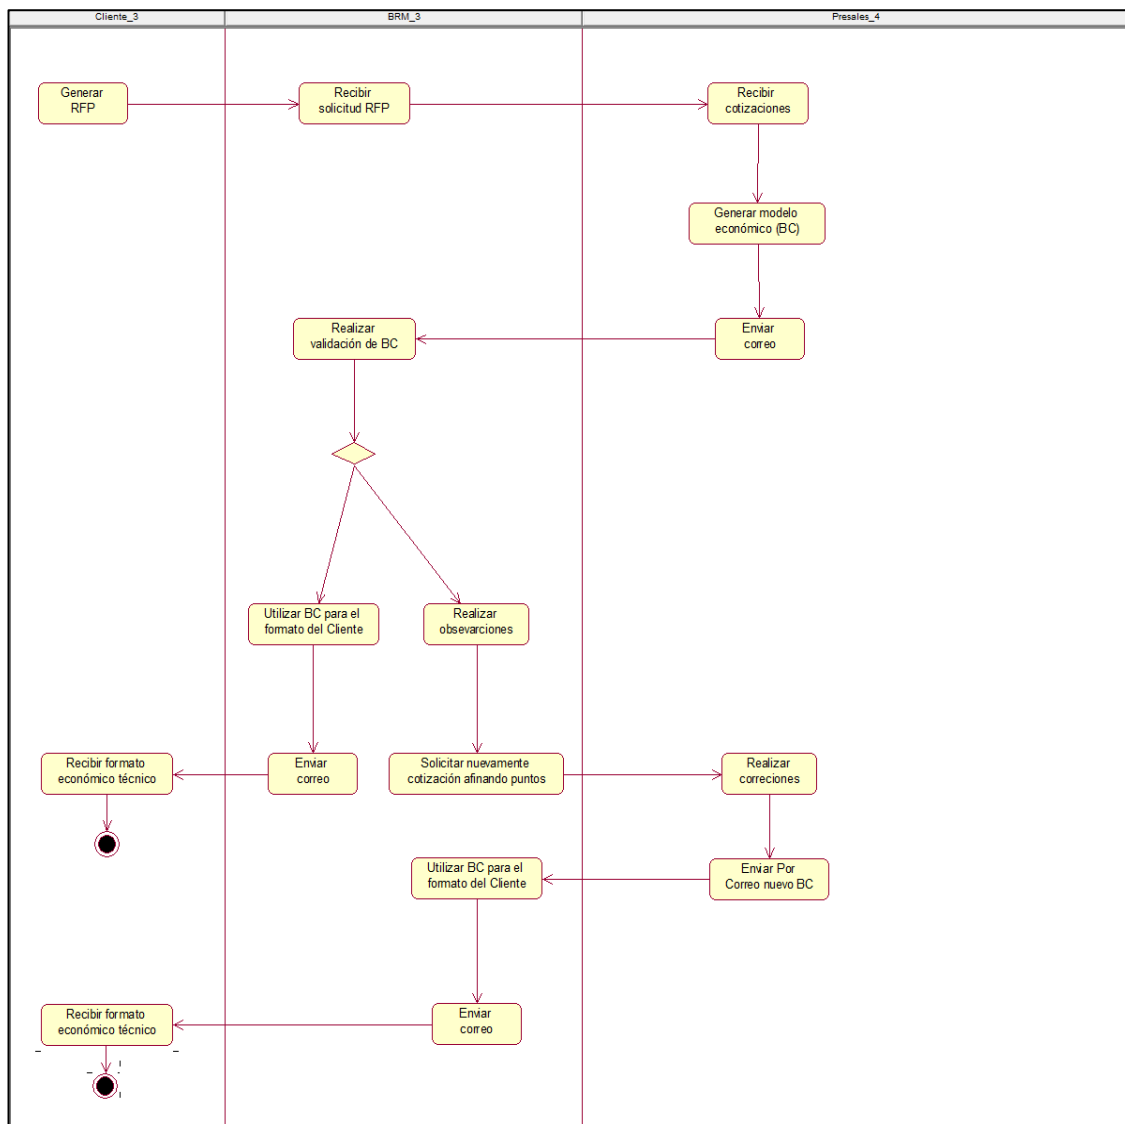 Cliente_3
BRM_3
Presales_4
Generar
RFP
Recibir
solicitud RFP
Recibir
cotizaciones
Generar modelo
económico (BC)
Realizar
validación de BC
Enviar
correo
Utilizar BC para el
formato del Cliente
Realizar
obsevarciones
Recibir formato
económico técnico
Enviar
correo
Solicitar nuevamente
cotización afinando puntos
Realizar
correciones
Utilizar BC para el
formato del Cliente
Enviar Por
Correo nuevo BC
Recibir formato
económico técnico
Enviar
correo